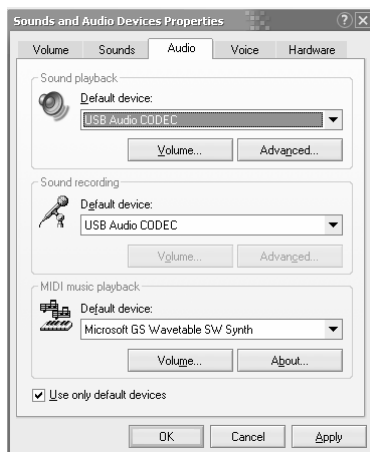 Sounds and Audio Devices Properties
Volume Sounds Audio Voice Hardware
Sound playback
Default device:
USB Audio CODEC
Volume... Advanced...
Sound recording
Default device:
USB Audio CODEC
Volume... Advanced...
MIDI music playback
Default device:
Microsoft GS Wavetable SW Synth
Volume... About...
Use only default devices
OK Cancel Apply